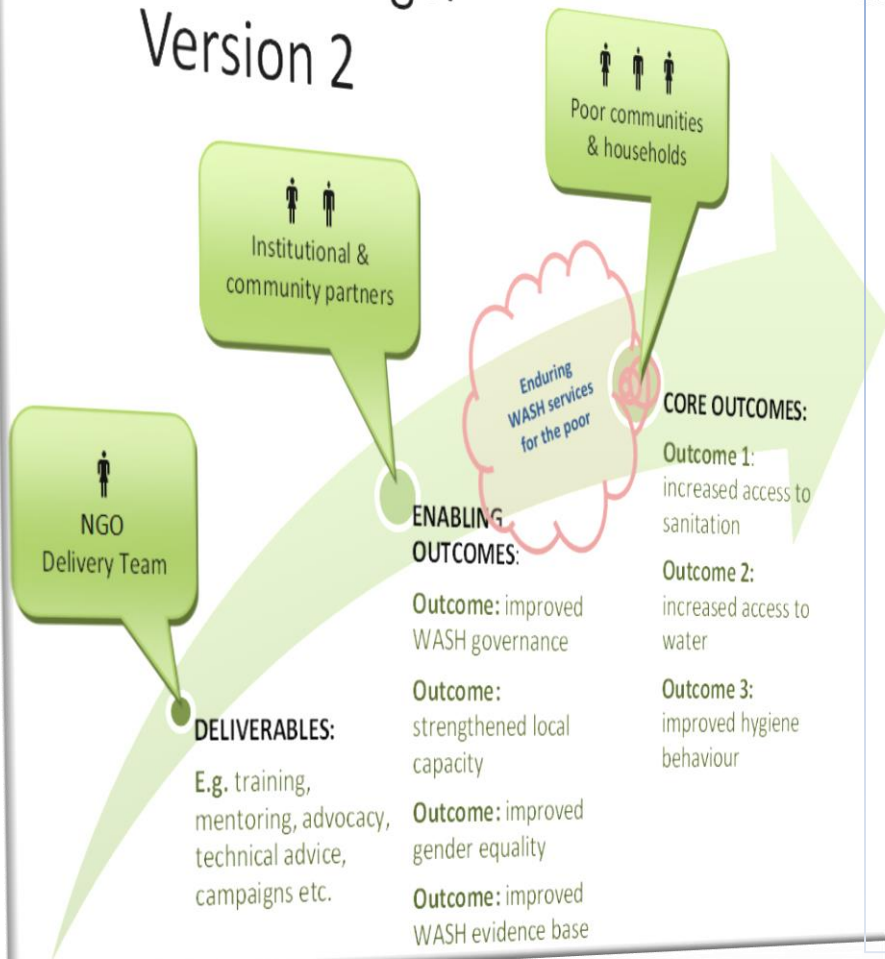 Version 2
Poor communities
& households
Institutional &
community partners
NGO
Delivery Team
Enduring
WASH services
for the poor
DELIVERABLES:
E.g. training,
mentoring, advocacy,
technical advice,
campaigns etc.
ENABLING
OUTCOMES:
Outcome: improved
WASH governance
Outcome:
strengthened local
capacity
Outcome: improved
gender equality
Outcome: improved
WASH evidence base
CORE OUTCOMES:
Outcome 1:
increased access to
sanitation
Outcome 2:
increased access to
water
Outcome 3:
improved hygiene
behaviour